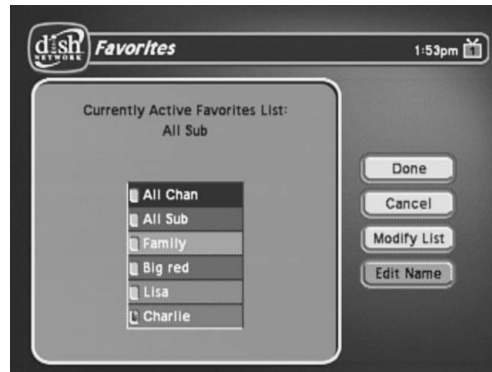 dish
NETWORK
Favorites
1:53pm
1
Currently Active Favorites List:
All Sub
All Chan
All Sub
Family
Big red
Lisa
Charlie
Done
Cancel
Modify List
Edit Name